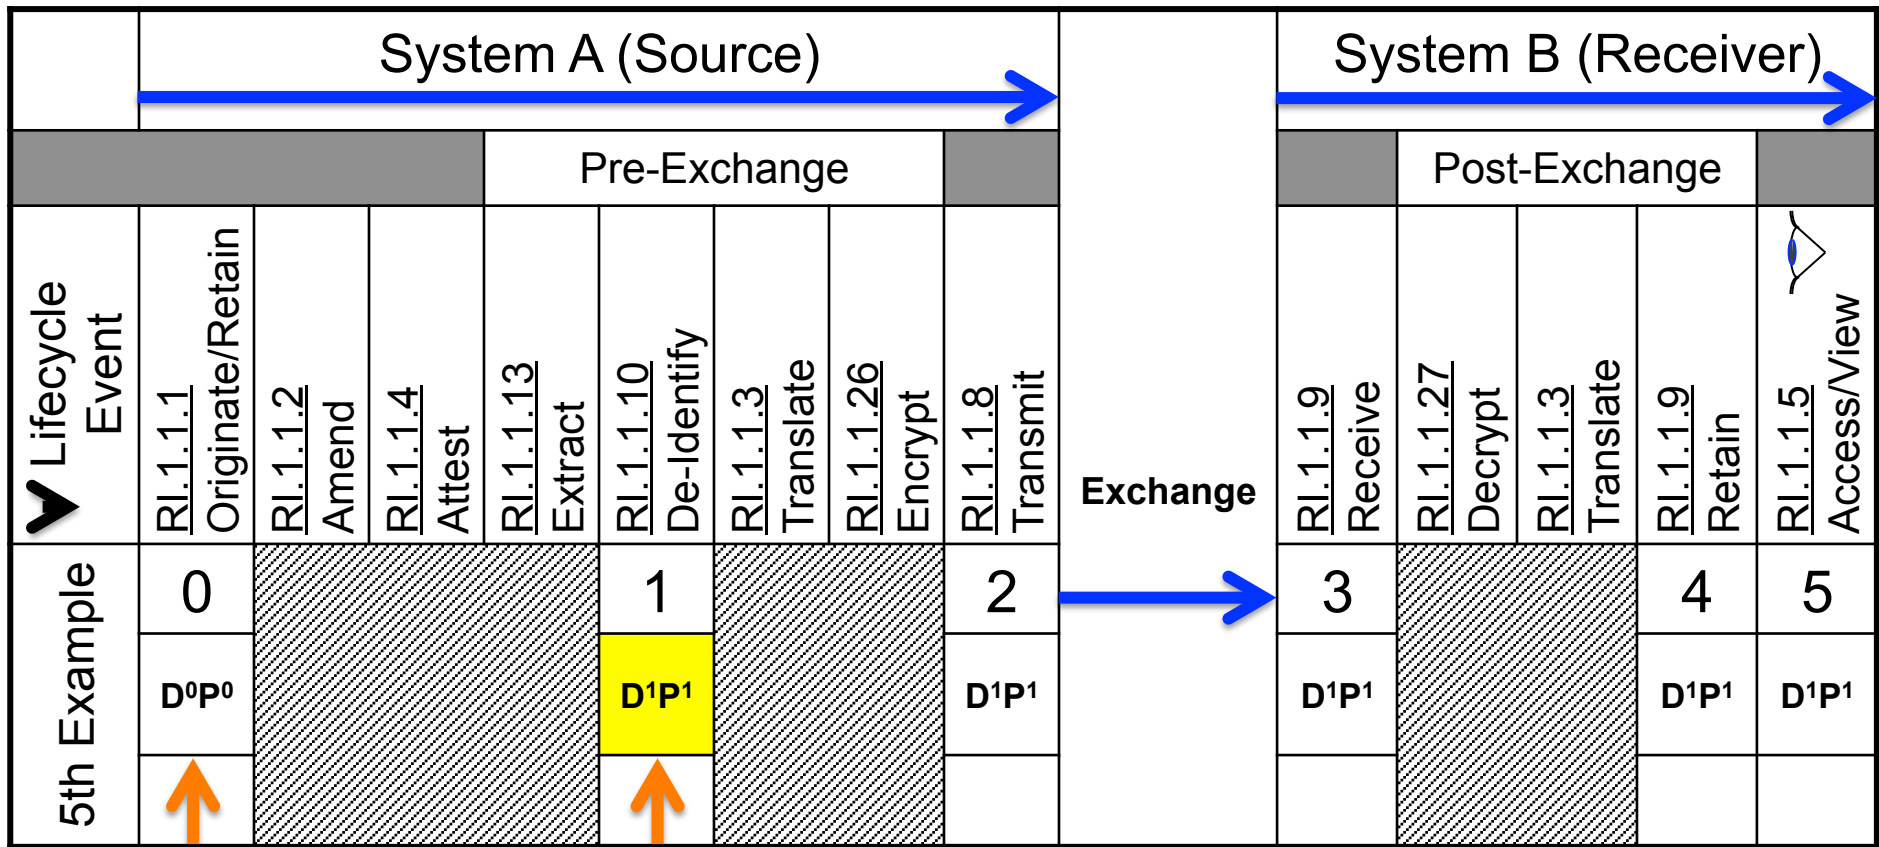 System A (Source)
System B (Receiver)
Pre-Exchange
Post-Exchange
Lifecycle
Event
RI.1.1.1
Originate/Retain
RI.1.1.2
Amend
RI.1.1.4
Attest
RI.1.1.13
Extract
RI.1.1.10
De-Identify
RI.1.1.3
Translate
RI.1.1.26
Encrypt
RI.1.1.8
Transmit
Exchange
RI.1.1.9
Receive
RI.1.1.27
Decrypt
RI.1.1.3
Translate
RI.1.1.9
Retain
RI.1.1.5
Access/View
5th Example
0
1
2
3
4
5
D⁰P⁰
D¹P¹
D¹P¹
D¹P¹
D¹P¹
D¹P¹